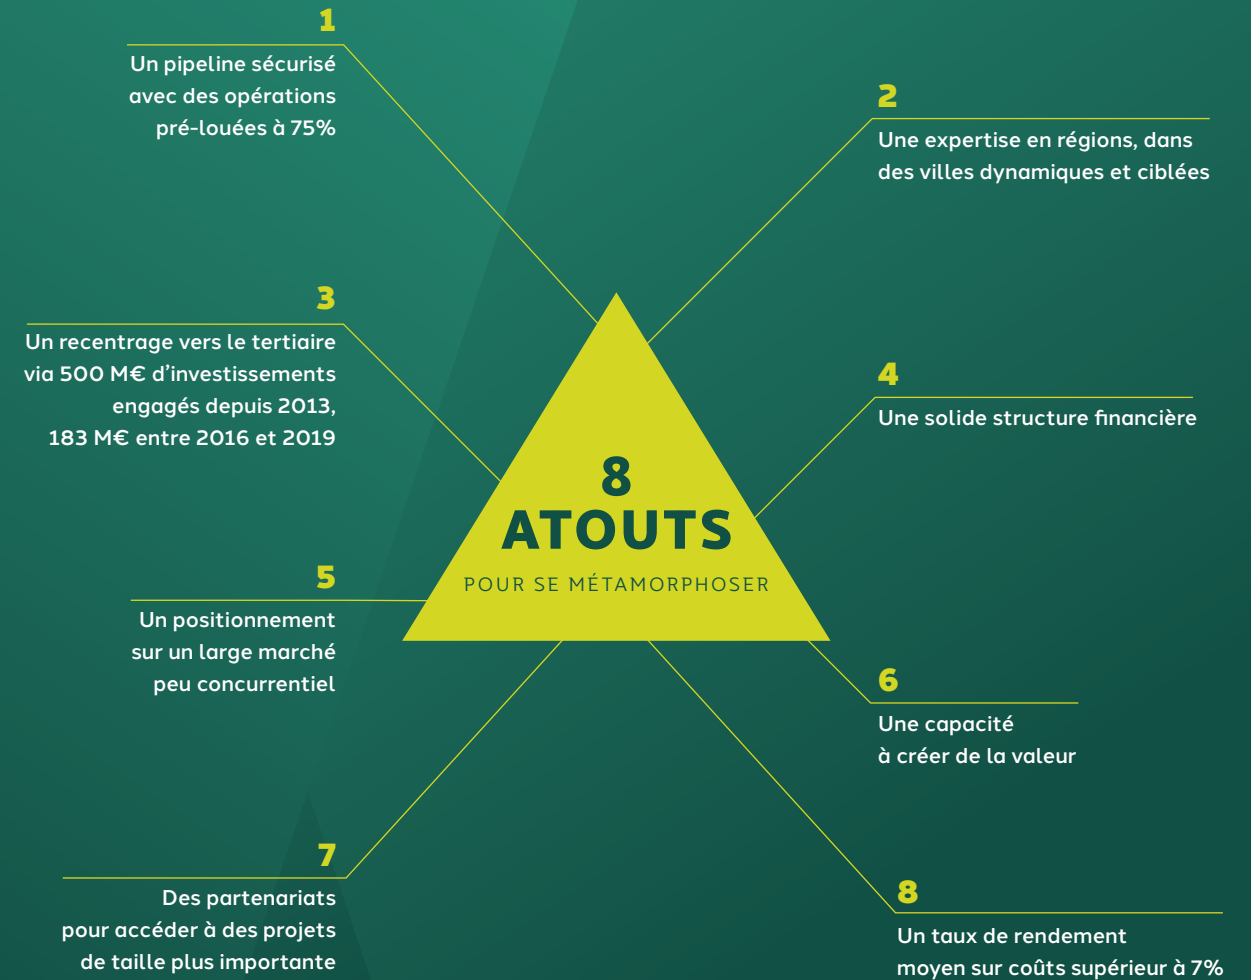 1
Un pipeline sécurisé
avec des opérations
pré-louées à 75%
2
Une expertise en régions, dans
des villes dynamiques et ciblées
3
Un recentrage vers le tertiaire
via 500 M€ d’investissements
engagés depuis 2013,
183 M€ entre 2016 et 2019
4
Une solide structure financière
8
ATOUTS
POUR SE MÉTAMORPHOSER
5
Un positionnement
sur un large marché
peu concurrentiel
6
Une capacité
à créer de la valeur
7
Des partenariats
pour accéder à des projets
de taille plus importante
8
Un taux de rendement
moyen sur coûts supérieur à 7%